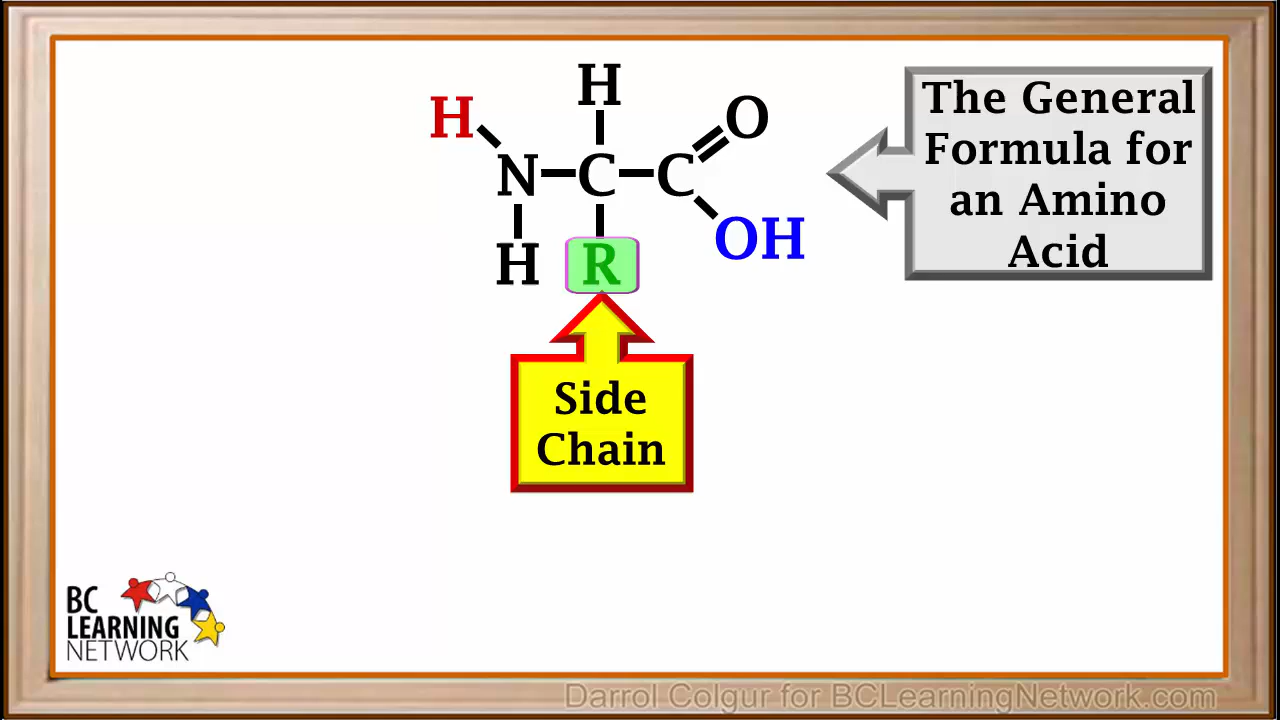 H
H
O
N
C
C
OH
H
R
The General
Formula for
an Amino
Acid
Side
Chain
BC
LEARNING
NETWORK
Darrol Colgur for BCLearningNetwork.com